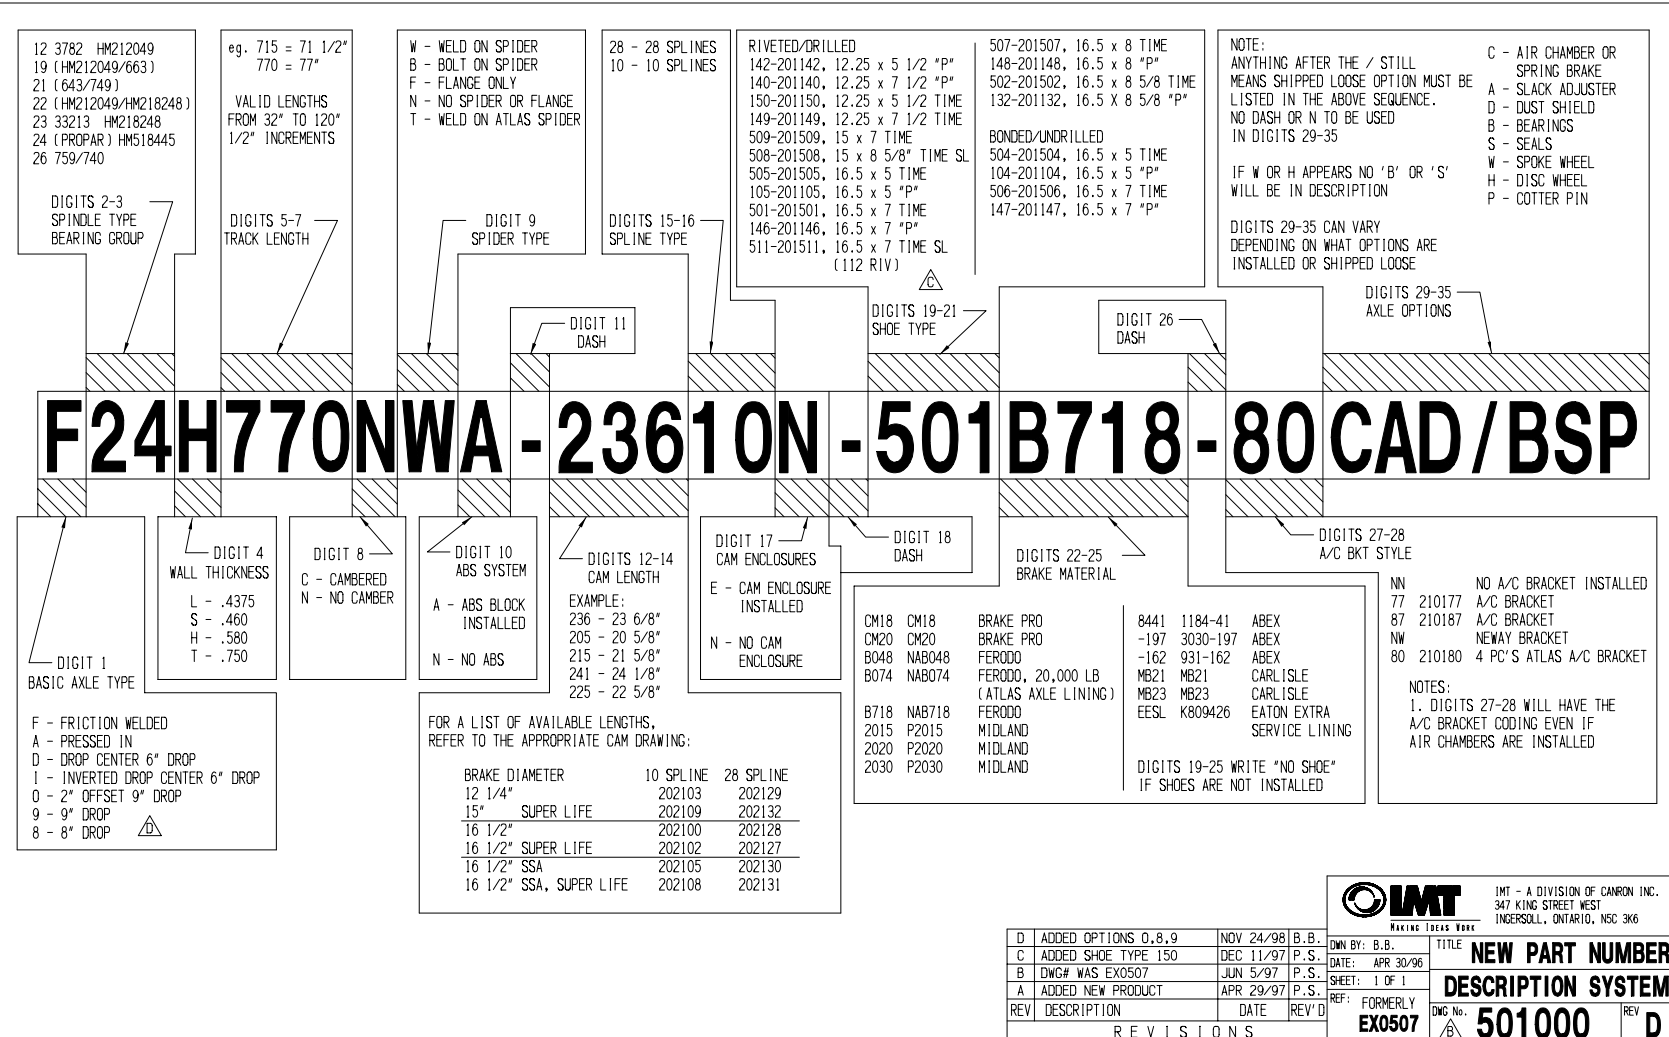 12 3782 HM212049
19 (HM212049/663)
21 (643/749)
22 (HM212049/HM218248)
23 33213 HM218248
24 (PROPAR) HM518445
26 759/740
DIGITS 2-3
SPINDLE TYPE
BEARING GROUP
eg. 715 = 71 1/2"
770 = 77"
VALID LENGTHS
FROM 32" TO 120"
1/2" INCREMENTS
DIGITS 5-7
TRACK LENGTH
W - WELD ON SPIDER
B - BOLT ON SPIDER
F - FLANGE ONLY
N - NO SPIDER OR FLANGE
T - WELD ON ATLAS SPIDER
DIGIT 9
SPIDER TYPE
DIGIT 11
DASH
28 - 28 SPLINES
10 - 10 SPLINES
DIGITS 15-16
SPLINE TYPE
RIVETED/DRILLED
142-201142, 12.25 x 5 1/2 "P"
140-201140, 12.25 x 7 1/2 "P"
150-201150, 12.25 x 5 1/2 TIME
149-201149, 12.25 x 7 1/2 TIME
509-201509, 15 x 7 TIME
508-201508, 15 x 8 5/8" TIME SL
505-201505, 16.5 x 5 TIME
105-201105, 16.5 x 5 "P"
501-201501, 16.5 x 7 TIME
146-201146, 16.5 x 7 "P"
511-201511, 16.5 x 7 TIME SL
(112 RIV)
C
507-201507, 16.5 x 8 TIME
148-201148, 16.5 x 8 "P"
502-201502, 16.5 x 8 5/8 TIME
132-201132, 16.5 X 8 5/8 "P"
BONDED/UNDRILLED
504-201504, 16.5 x 5 TIME
104-201104, 16.5 x 5 "P"
506-201506, 16.5 x 7 TIME
147-201147, 16.5 x 7 "P"
DIGITS 19-21
SHOE TYPE
DIGIT 26
DASH
NOTE:
ANYTHING AFTER THE / STILL
MEANS SHIPPED LOOSE OPTION MUST BE
LISTED IN THE ABOVE SEQUENCE.
NO DASH OR N TO BE USED
IN DIGITS 29-35
IF W OR H APPEARS NO 'B' OR 'S'
WILL BE IN DESCRIPTION
DIGITS 29-35 CAN VARY
DEPENDING ON WHAT OPTIONS ARE
INSTALLED OR SHIPPED LOOSE
C - AIR CHAMBER OR
SPRING BRAKE
A - SLACK ADJUSTER
D - DUST SHIELD
B - BEARINGS
S - SEALS
W - SPOKE WHEEL
H - DISC WHEEL
P - COTTER PIN
DIGITS 29-35
AXLE OPTIONS
F24H770NWA-23610N-501B718-80CAD/BSP
DIGIT 1
BASIC AXLE TYPE
F - FRICTION WELDED
A - PRESSED IN
D - DROP CENTER 6" DROP
I - INVERTED DROP CENTER 6" DROP
O - 2" OFFSET 9" DROP
9 - 9" DROP
8 - 8" DROP
D
DIGIT 4
WALL THICKNESS
L - .4375
S - .460
H - .580
T - .750
DIGIT 8
C - CAMBERED
N - NO CAMBER
DIGIT 10
ABS SYSTEM
A - ABS BLOCK
INSTALLED
N - NO ABS
DIGITS 12-14
CAM LENGTH
EXAMPLE:
236 - 23 6/8"
205 - 20 5/8"
215 - 21 5/8"
241 - 24 1/8"
225 - 22 5/8"
FOR A LIST OF AVAILABLE LENGTHS,
REFER TO THE APPROPRIATE CAM DRAWING:
BRAKE DIAMETER 10 SPLINE 28 SPLINE
12 1/4" 202103 202129
15" SUPER LIFE 202109 202132
16 1/2" 202100 202128
16 1/2" SUPER LIFE 202102 202127
16 1/2" SSA 202105 202130
16 1/2" SSA, SUPER LIFE 202108 202131
DIGIT 17
CAM ENCLOSURES
E - CAM ENCLOSURE
INSTALLED
N - NO CAM
ENCLOSURE
DIGIT 18
DASH
DIGITS 22-25
BRAKE MATERIAL
CM18 CM18 BRAKE PRO
CM20 CM20 BRAKE PRO
B048 NAB048 FERODO
B074 NAB074 FERODO, 20,000 LB
(ATLAS AXLE LINING)
B718 NAB718 FERODO
2015 P2015 MIDLAND
2020 P2020 MIDLAND
2030 P2030 MIDLAND
8441 1184-41 ABEX
-197 3030-197 ABEX
-162 931-162 ABEX
MB21 MB21 CARLISLE
MB23 MB23 CARLISLE
EESL K809426 EATON EXTRA
SERVICE LINING
DIGITS 19-25 WRITE "NO SHOE"
IF SHOES ARE NOT INSTALLED
DIGITS 27-28
A/C BKT STYLE
NN NO A/C BRACKET INSTALLED
77 210177 A/C BRACKET
87 210187 A/C BRACKET
NW NEWAY BRACKET
80 210180 4 PC'S ATLAS A/C BRACKET
NOTES:
1. DIGITS 27-28 WILL HAVE THE
A/C BRACKET CODING EVEN IF
AIR CHAMBERS ARE INSTALLED
D ADDED OPTIONS 0,8,9 NOV 24/98 B.B.
C ADDED SHOE TYPE 150 DEC 11/97 P.S.
B DWG# WAS EX0507 JUN 5/97 P.S.
A ADDED NEW PRODUCT APR 29/97 P.S.
REV DESCRIPTION DATE REV'D
REVISIONS
IMT
MAKING IDEAS WORK
IMT - A DIVISION OF CANRON INC.
347 KING STREET WEST
INGERSOLL, ONTARIO, N5C 3K6
DWN BY: B.B.
DATE: APR 30/96
SHEET: 1 OF 1
REF: FORMERLY
EX0507
TITLE NEW PART NUMBER
DESCRIPTION SYSTEM
DWG No. B 501000
REV D